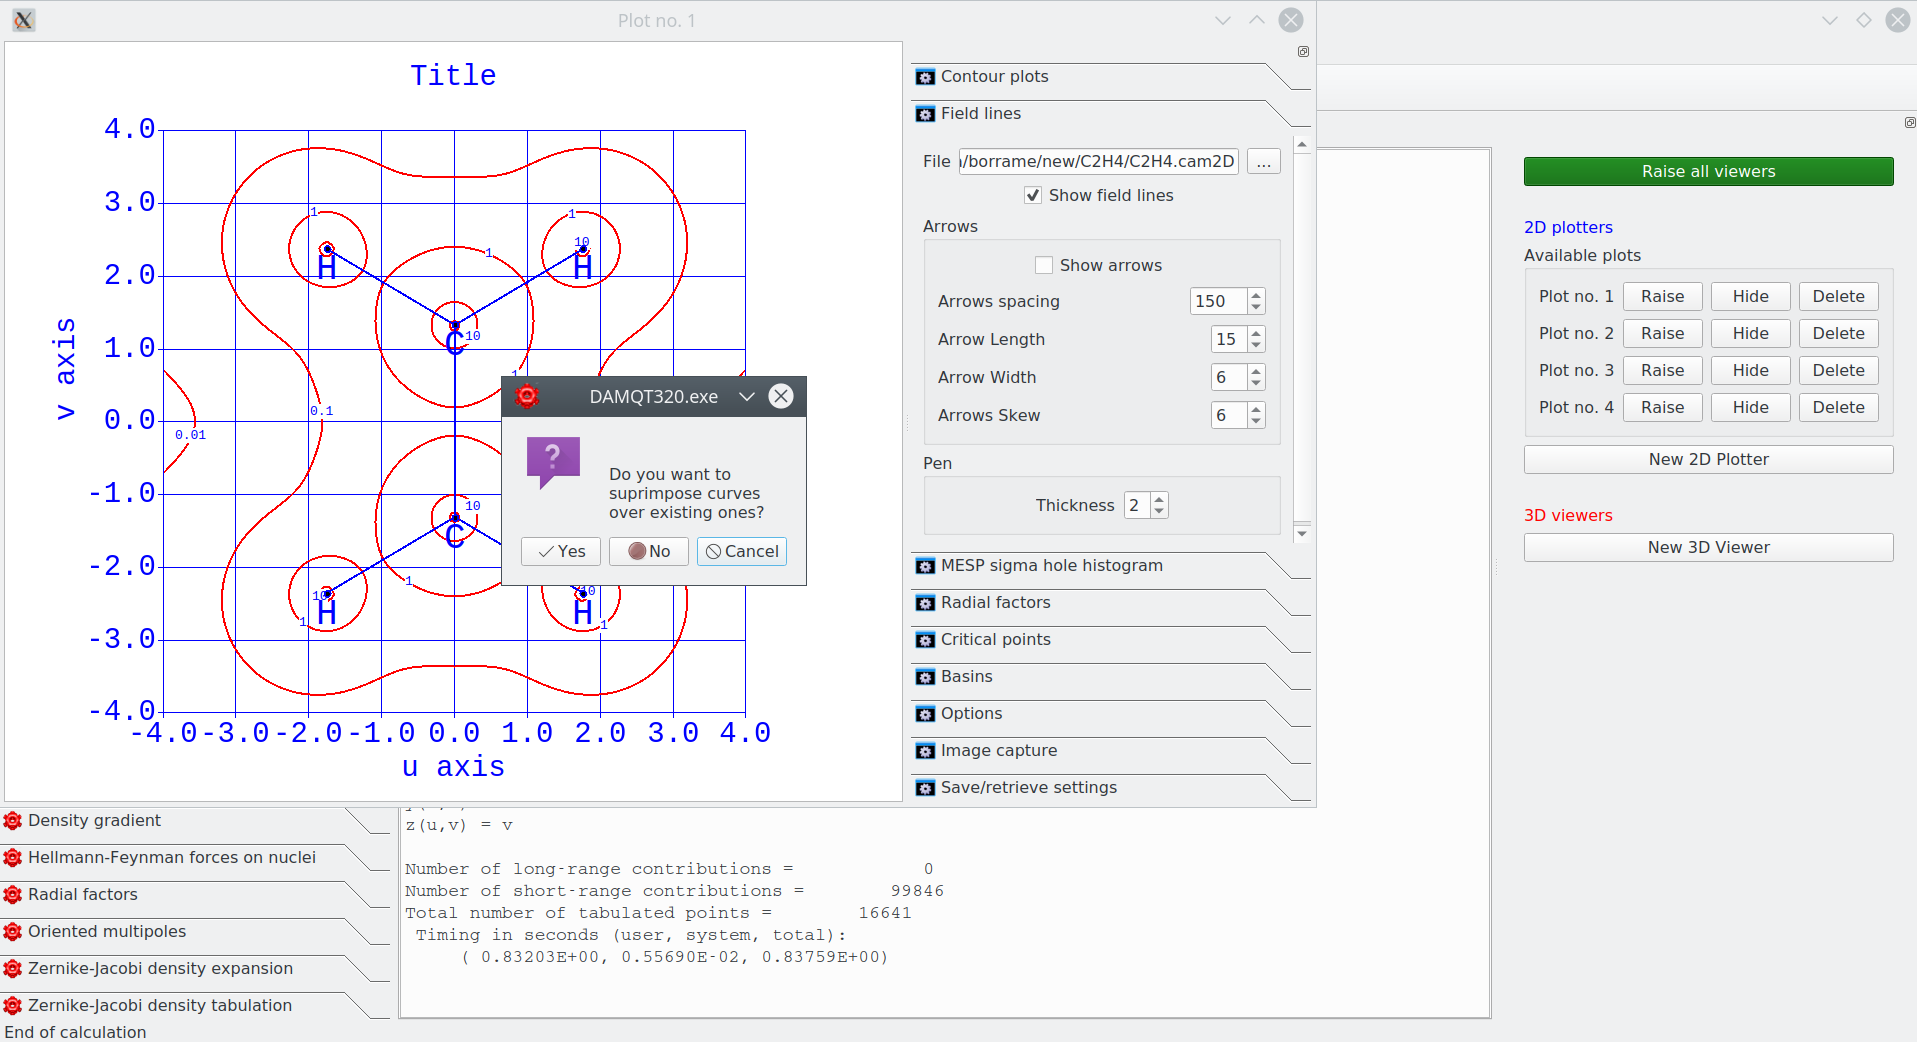 Plot no. 1
Title
4.0
3.0
2.0
1.0
0.0
-1.0
-2.0
-3.0
-4.0
v axis
-4.0 -3.0 -2.0 -1.0 0.0 1.0 2.0 3.0 4.0
u axis
1
1
10
1
H
H
10
C
1
0.1
0.01
10
C
1
10
10
H
H
1
1
Contour plots
Field lines
File /borrame/new/C2H4/C2H4.cam2D ...
Show field lines
Arrows
Show arrows
Arrows spacing 150
Arrow Length 15
Arrow Width 6
Arrows Skew 6
Pen
Thickness 2
MESP sigma hole histogram
Radial factors
Critical points
Basins
Options
Image capture
Save/retrieve settings
DAMQT320.exe
Do you want to
suprimpose curves
over existing ones?
Yes No Cancel
Raise all viewers
2D plotters
Available plots
Plot no. 1 Raise Hide Delete
Plot no. 2 Raise Hide Delete
Plot no. 3 Raise Hide Delete
Plot no. 4 Raise Hide Delete
New 2D Plotter
3D viewers
New 3D Viewer
Density gradient
Hellmann-Feynman forces on nuclei
Radial factors
Oriented multipoles
Zernike-Jacobi density expansion
Zernike-Jacobi density tabulation
End of calculation
z(u,v) = v
Number of long-range contributions = 0
Number of short-range contributions = 99846
Total number of tabulated points = 16641
Timing in seconds (user, system, total):
( 0.83203E+00, 0.55690E-02, 0.83759E+00)